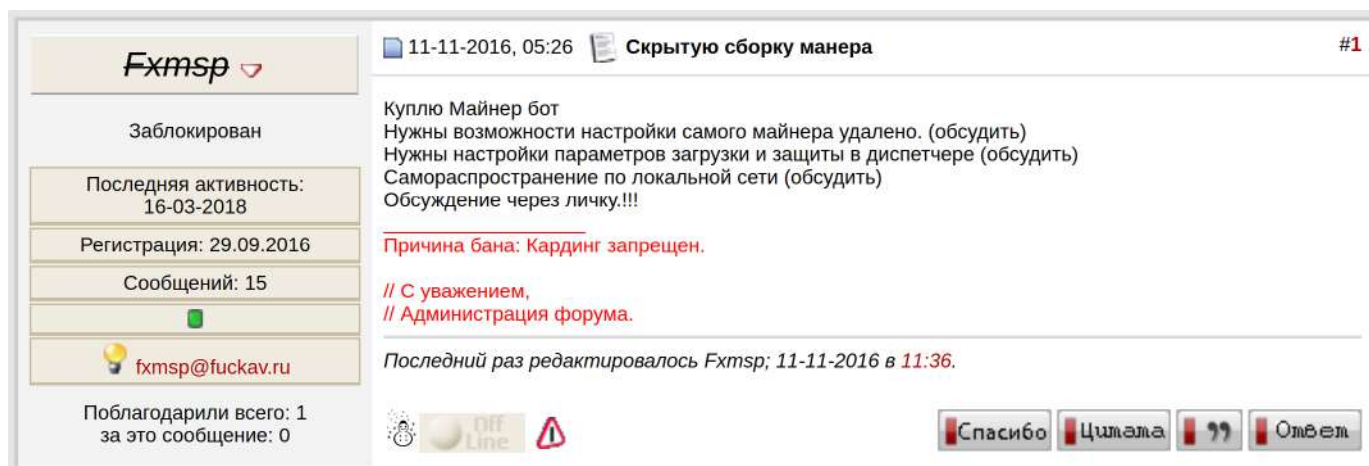 Fxmsp
Заблокирован
Последняя активность:
16-03-2018
Регистрация: 29.09.2016
Сообщений: 15
fxmsp@fuckav.ru
Поблагодарили всего: 1
за это сообщение: 0
11-11-2016, 05:26 Скрытую сборку манера #1
Куплю Майнер бот
Нужны возможности настройки самого майнера удалено. (обсудить)
Нужны настройки параметров загрузки и защиты в диспетчере (обсудить)
Самораспространение по локальной сети (обсудить)
Обсуждение через личку.!!!
Причина бана: Кардинг запрещен.
// С уважением,
// Администрация форума.
Последний раз редактировалось Fxmsp; 11-11-2016 в 11:36.
Off
Line
Спасибо Цитата " Ответ